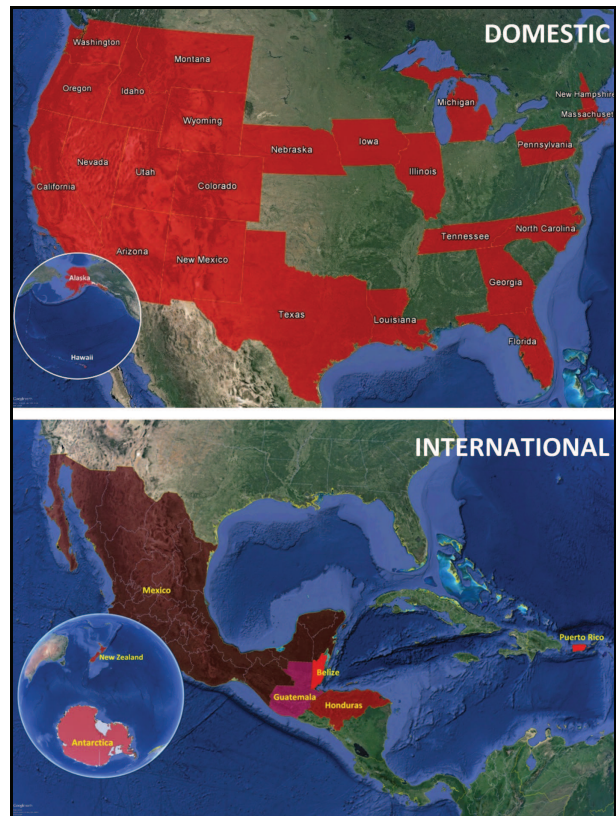 DOMESTIC
Washington
Montana
Oregon
Idaho
Michigan
New Hampshire
Massachuset
Wyoming
Iowa
Pennsylvania
Nebraska
Nevada
Utah
Illinois
California
Colorado
North Carolina
Tennessee
Arizona
New Mexico
Alaska
Georgia
Texas
Louisiana
Florida
Hawaii
INTERNATIONAL
Mexico
Puerto Rico
New Zealand
Belize
Guatemala
Honduras
Antarctica